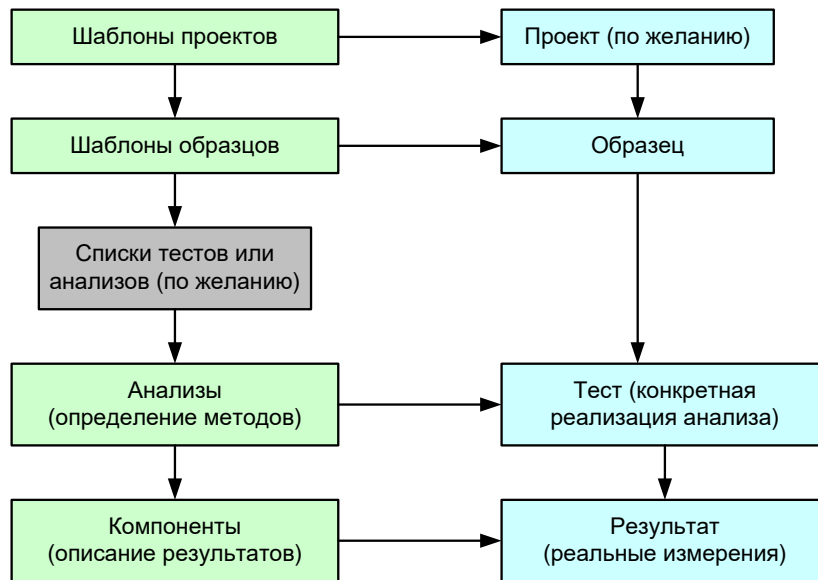 Шаблоны проектов
Проект (по желанию)
Шаблоны образцов
Образец
Списки тестов или
анализов (по желанию)
Анализы
(определение методов)
Тест (конкретная
реализация анализа)
Компоненты
(описание результатов)
Результат
(реальные измерения)